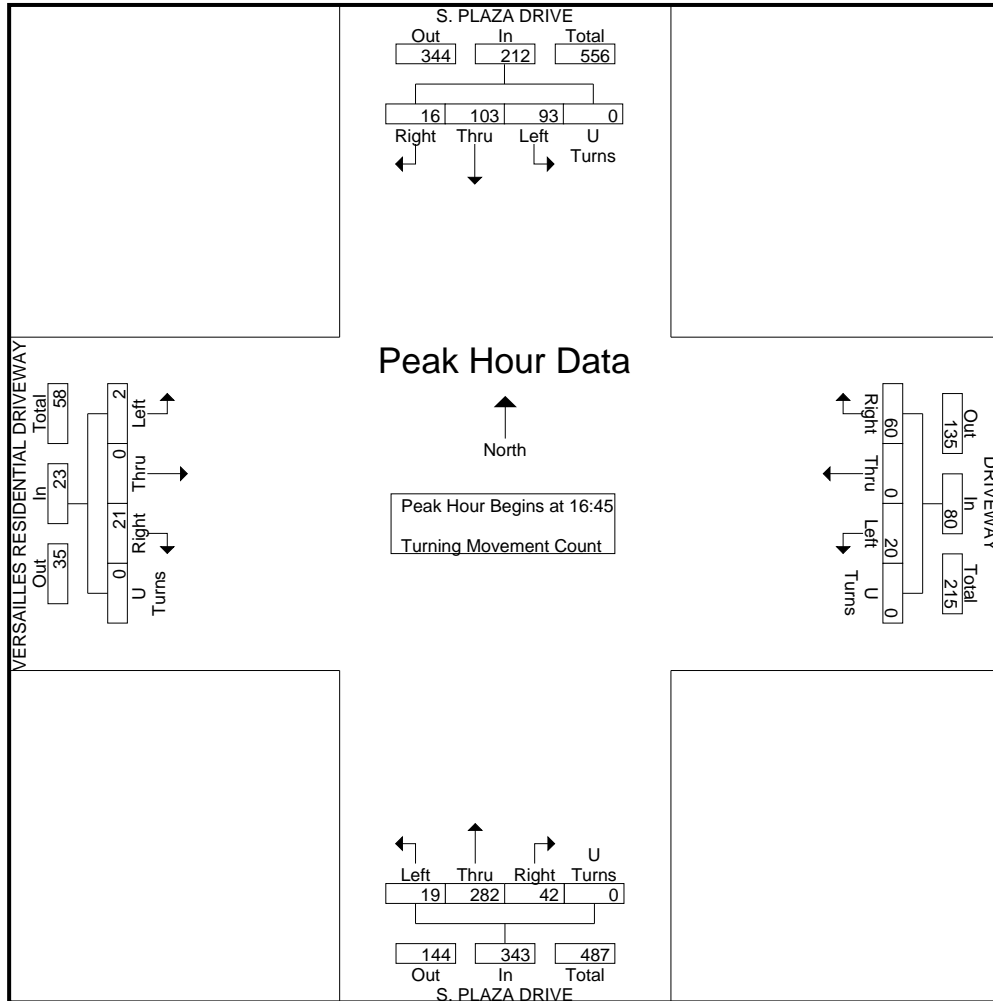 S. PLAZA DRIVE
Out In Total
344 212 556
16 103 93 0
Right Thru Left U
Turns
Peak Hour Data
North
Peak Hour Begins at 16:45
Turning Movement Count
VERSAILLES RESIDENTIAL DRIVEWAY
Out In Total
35 23 58
2 0 21 0
Left Thru Right U
Turns
DRIVEWAY
Out In Total
135 80 215
60 0 20 0
Right Thru Left U
Turns
U
Left Thru Right Turns
19 282 42 0
144 343 487
Out In Total
S. PLAZA DRIVE